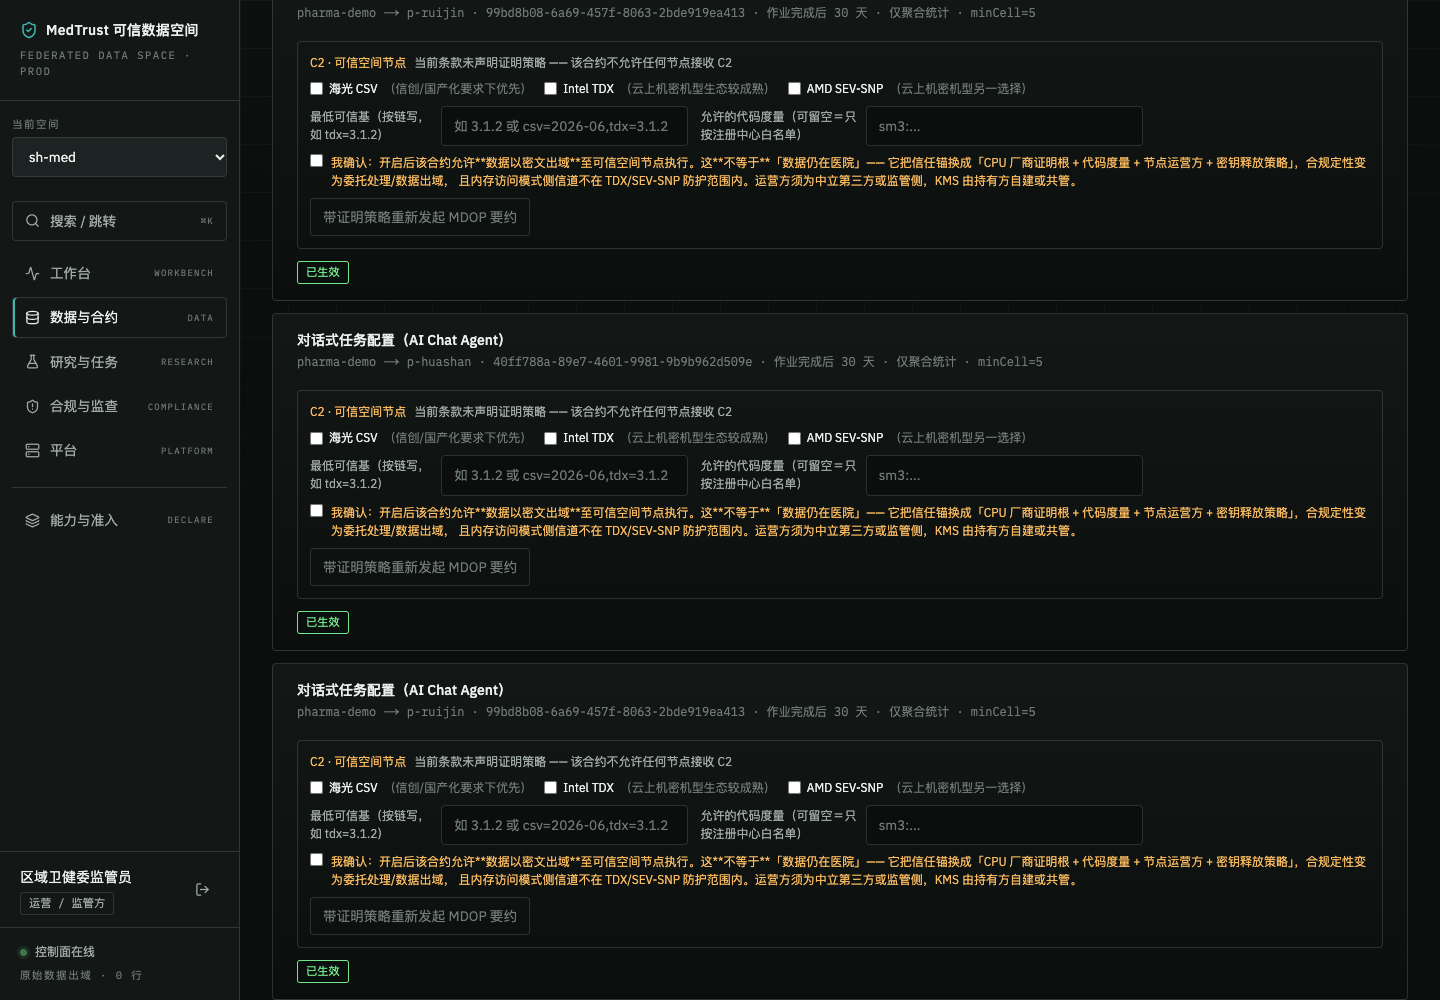 MedTrust 可信数据空间
FEDERATED DATA SPACE ·
PROD
当前空间
sh-med
搜索 / 跳转 ⌘K
工作台 WORKBENCH
数据与合约 DATA
研究与任务 RESEARCH
合规与监查 COMPLIANCE
平台 PLATFORM
能力与准入 DECLARE
区域卫健委监管员
运营 / 监管方
控制面在线
原始数据出域 · 0 行
pharma-demo ⟶ p-ruijin · 99bd8b08-6a69-457f-8063-2bde919ea413 · 作业完成后 30 天 · 仅聚合统计 · minCell=5
C2 · 可信空间节点 当前条款未声明证明策略 —— 该合约不允许任何节点接收 C2
海光 CSV （信创/国产化要求下优先） Intel TDX （云上机密机型生态较成熟） AMD SEV-SNP （云上机密机型另一选择）
最低可信基（按链写，
如 tdx=3.1.2）
如 3.1.2 或 csv=2026-06,tdx=3.1.2
允许的代码度量（可留空＝只
按注册中心白名单）
sm3:...
我确认：开启后该合约允许**数据以密文出域**至可信空间节点执行。这**不等于**「数据仍在医院」—— 它把信任锚换成「CPU 厂商证明根 + 代码度量 + 节点运营方 + 密钥释放策略」，合规定性变
为委托处理/数据出域， 且内存访问模式侧信道不在 TDX/SEV-SNP 防护范围内。运营方须为中立第三方或监管侧，KMS 由持有方自建或共管。
带证明策略重新发起 MDOP 要约
已生效
对话式任务配置（AI Chat Agent）
pharma-demo ⟶ p-huashan · 40ff788a-89e7-4601-9981-9b9b962d509e · 作业完成后 30 天 · 仅聚合统计 · minCell=5
C2 · 可信空间节点 当前条款未声明证明策略 —— 该合约不允许任何节点接收 C2
海光 CSV （信创/国产化要求下优先） Intel TDX （云上机密机型生态较成熟） AMD SEV-SNP （云上机密机型另一选择）
最低可信基（按链写，
如 tdx=3.1.2）
如 3.1.2 或 csv=2026-06,tdx=3.1.2
允许的代码度量（可留空＝只
按注册中心白名单）
sm3:...
我确认：开启后该合约允许**数据以密文出域**至可信空间节点执行。这**不等于**「数据仍在医院」—— 它把信任锚换成「CPU 厂商证明根 + 代码度量 + 节点运营方 + 密钥释放策略」，合规定性变
为委托处理/数据出域， 且内存访问模式侧信道不在 TDX/SEV-SNP 防护范围内。运营方须为中立第三方或监管侧，KMS 由持有方自建或共管。
带证明策略重新发起 MDOP 要约
已生效
对话式任务配置（AI Chat Agent）
pharma-demo ⟶ p-ruijin · 99bd8b08-6a69-457f-8063-2bde919ea413 · 作业完成后 30 天 · 仅聚合统计 · minCell=5
C2 · 可信空间节点 当前条款未声明证明策略 —— 该合约不允许任何节点接收 C2
海光 CSV （信创/国产化要求下优先） Intel TDX （云上机密机型生态较成熟） AMD SEV-SNP （云上机密机型另一选择）
最低可信基（按链写，
如 tdx=3.1.2）
如 3.1.2 或 csv=2026-06,tdx=3.1.2
允许的代码度量（可留空＝只
按注册中心白名单）
sm3:...
我确认：开启后该合约允许**数据以密文出域**至可信空间节点执行。这**不等于**「数据仍在医院」—— 它把信任锚换成「CPU 厂商证明根 + 代码度量 + 节点运营方 + 密钥释放策略」，合规定性变
为委托处理/数据出域， 且内存访问模式侧信道不在 TDX/SEV-SNP 防护范围内。运营方须为中立第三方或监管侧，KMS 由持有方自建或共管。
带证明策略重新发起 MDOP 要约
已生效